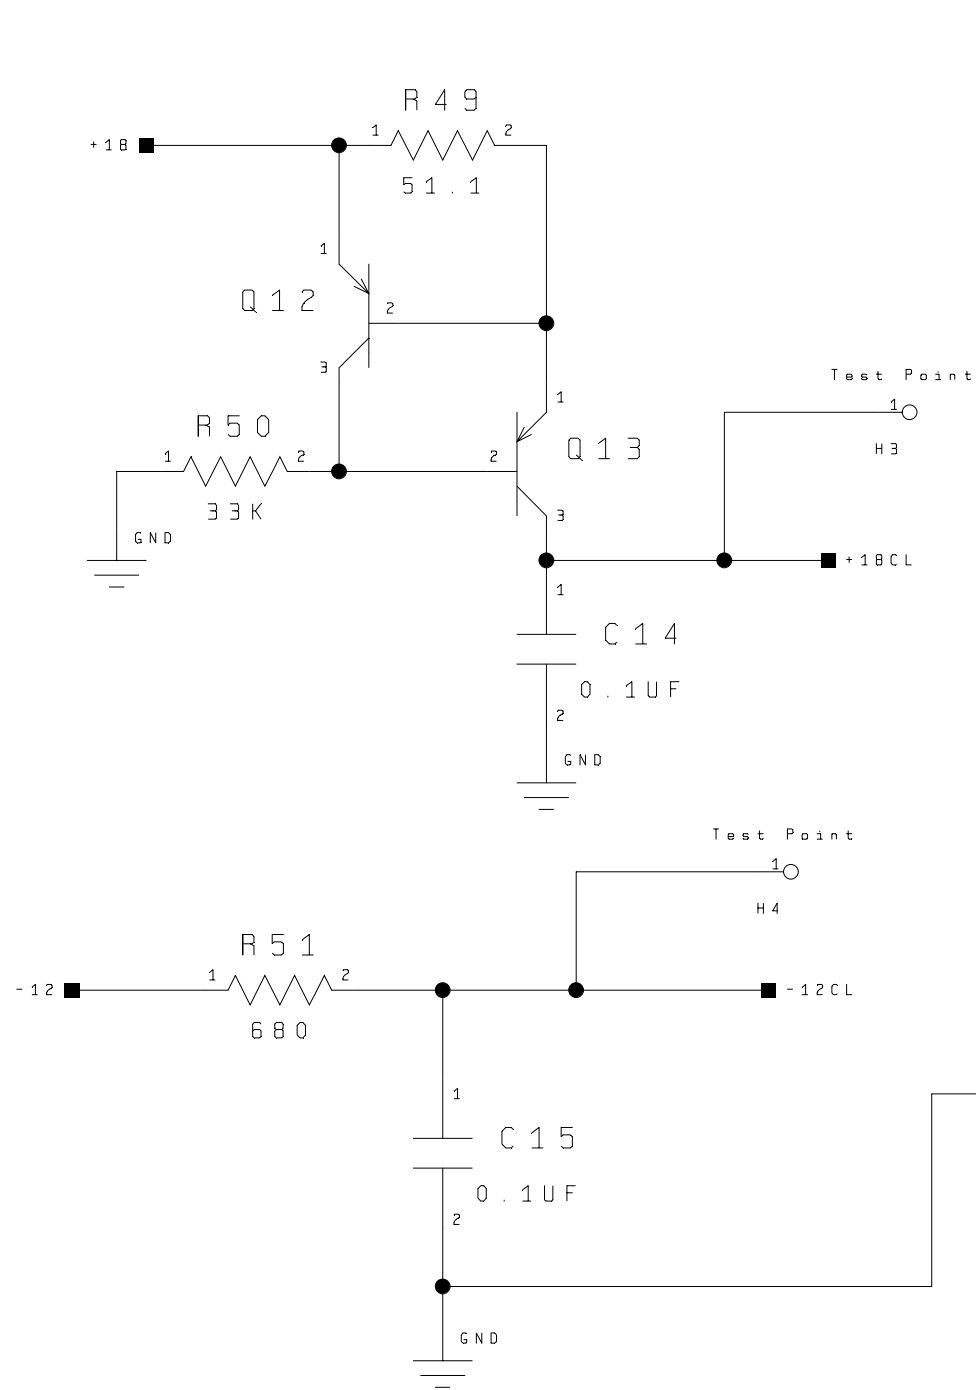 R49
1 2
+18
51.1
1
Q12
2
3
Test Point
1
1
H3
R50
Q13
1 2
2
33K
3
GND
+18CL
1
C14
0.1UF
2
GND
Test Point
1
H4
R51
1 2
-12
-12CL
680
1
C15
0.1UF
2
GND